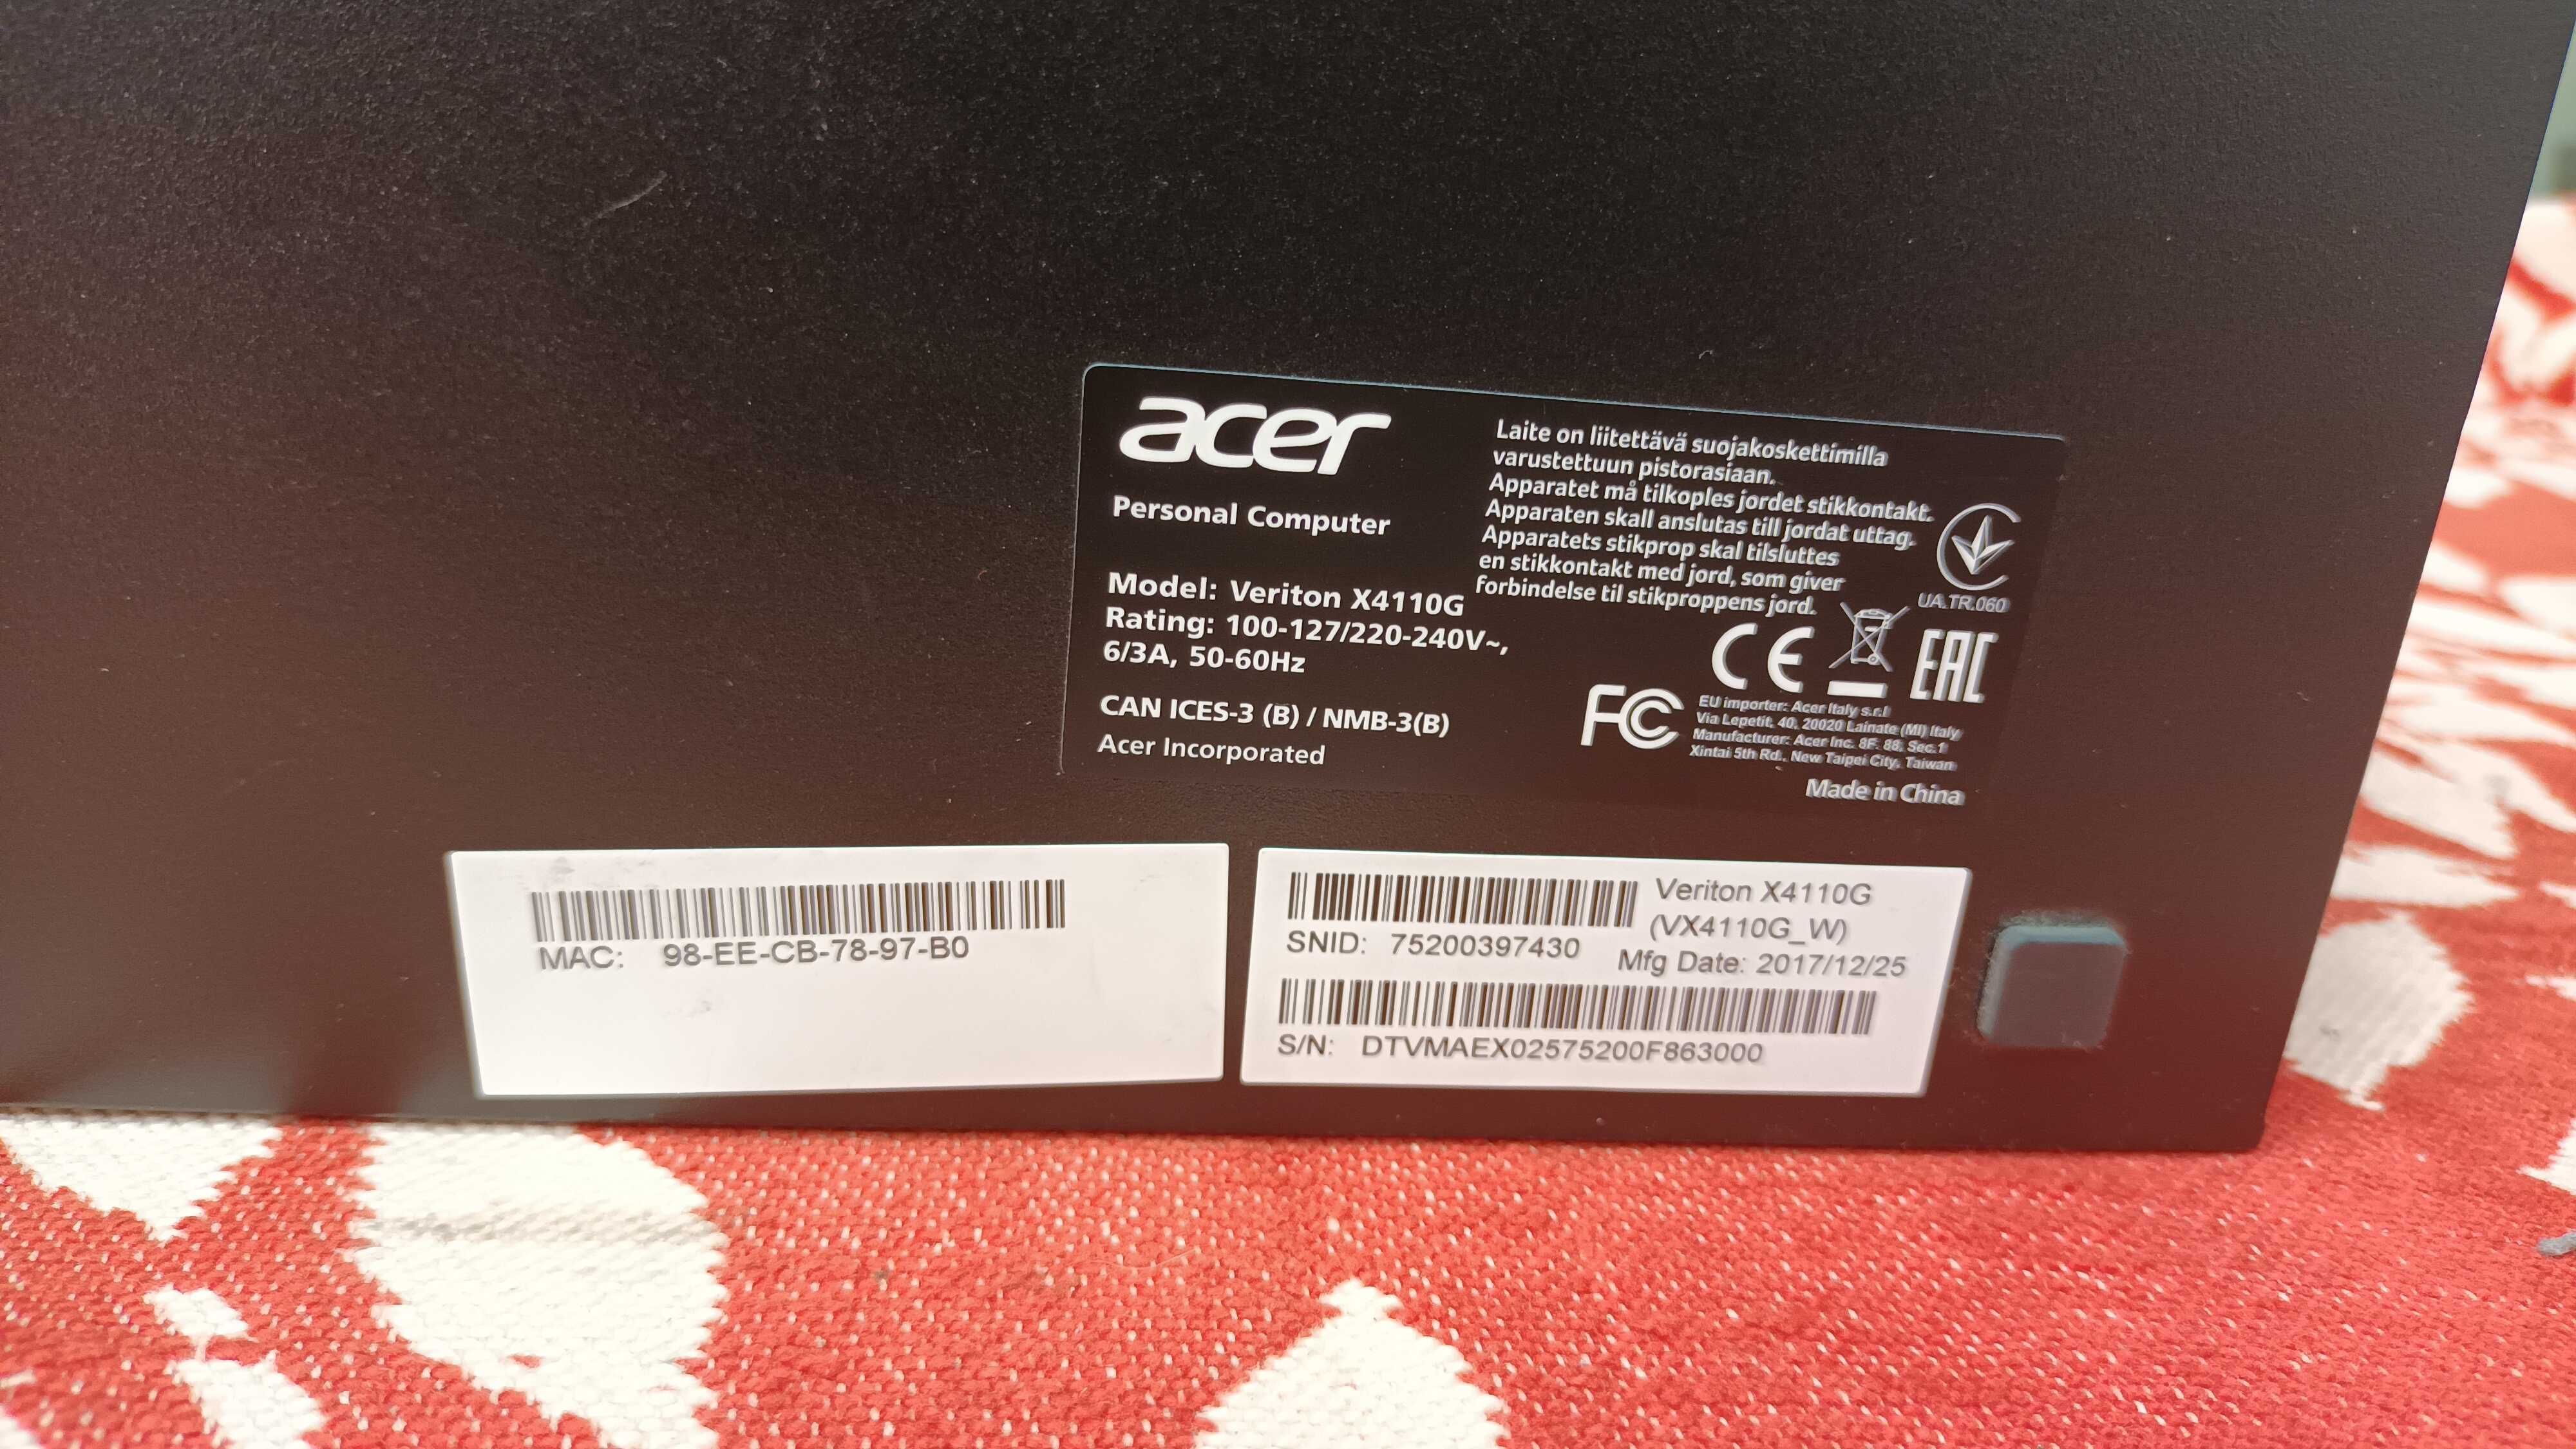 acer
Personal Computer
Model: Veriton X4110G
Rating: 100-127/220-240V~,
6/3A, 50-60Hz
CAN ICES-3 (B) / NMB-3(B)
Acer Incorporated
Laite on liitettävä suojakoskettimilla
varustettuun pistorasiaan.
Apparatet må tilkoples jordet stikkontakt.
Apparaten skall anslutas till jordat uttag.
Apparatets stikprop skal tilsluttes
en stikkontakt med jord, som giver
forbindelse til stikproppens jord.
UA.TR.060
CE
EAC
FC
EU importer: Acer Italy s.r.l
Via Lepetit, 40, 20020 Lainate (MI) Italy
Manufacturer: Acer Inc. 8F, 88, Sec.1
Xintai 5th Rd., New Taipei City, Taiwan
Made in China
MAC: 98-EE-CB-78-97-B0
Veriton X4110G
(VX4110G_W)
SNID: 75200397430
Mfg Date: 2017/12/25
S/N: DTVMAEX02575200F863000